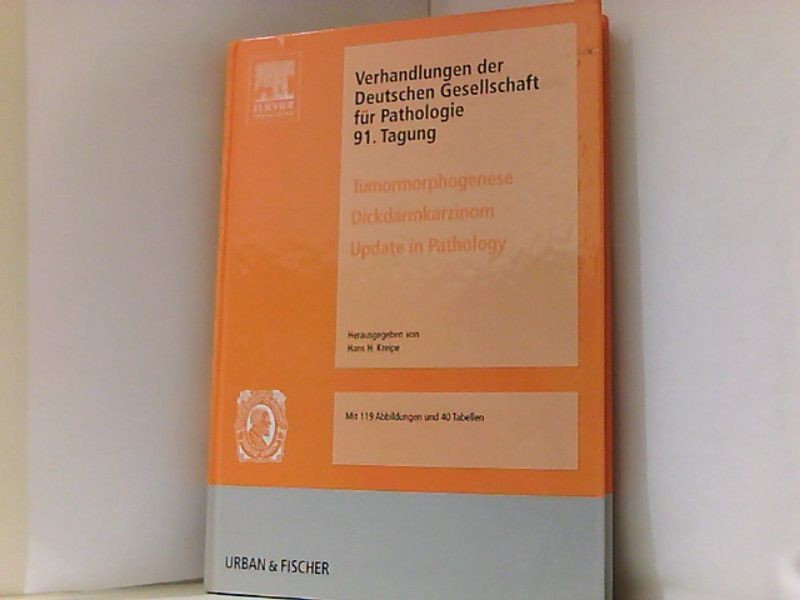 ELSEVIER
Verhandlungen der
Deutschen Gesellschaft
für Pathologie
91. Tagung
Tumormorphogenese
Dickdarmkarzinom
Update in Pathology
Herausgegeben von
Hans H. Kreipe
Mit 119 Abbildungen und 40 Tabellen
URBAN & FISCHER